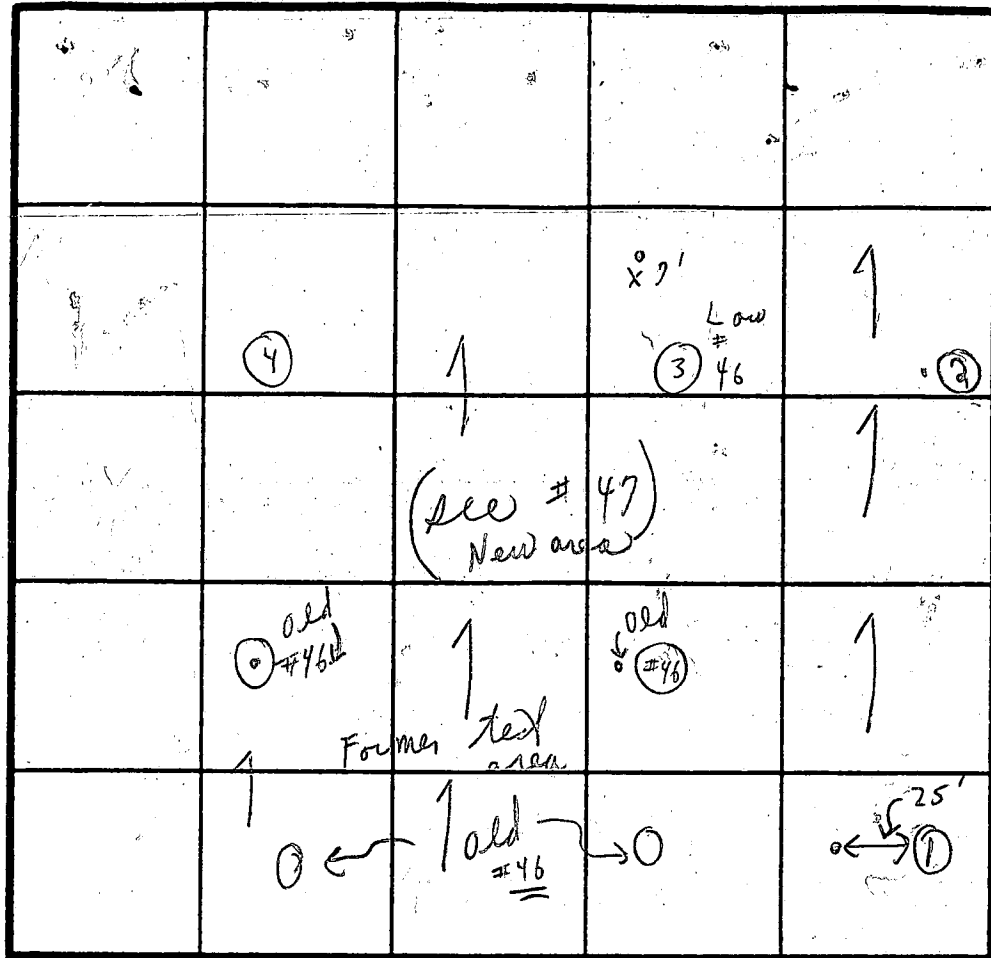 x 7'
Low
#
46
4
3
2
(see # 47)
New area
old
#46
old
#46
Former test
area
25'
old
#46
1